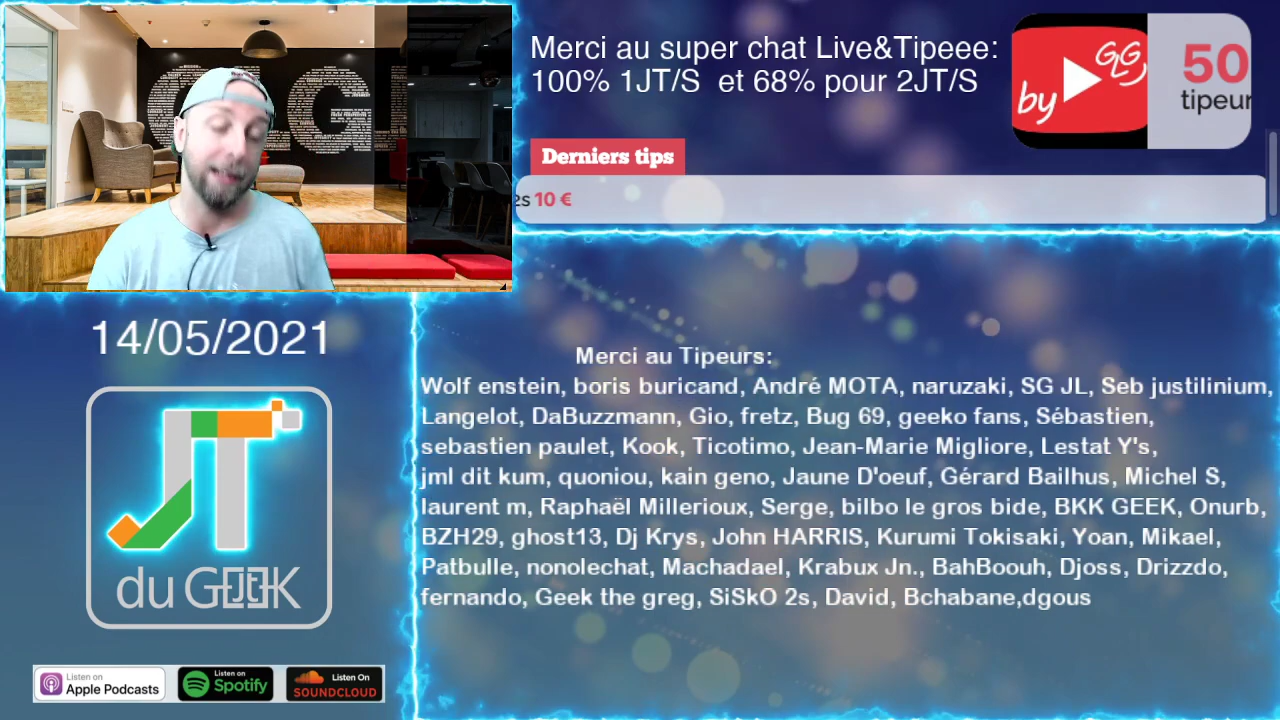 Merci au super chat Live&Tipeee:
100% 1JT/S et 68% pour 2JT/S
by GLG
50
tipeur
Derniers tips
es 10 €
14/05/2021
Merci au Tipeurs:
Wolf enstein, boris buricand, André MOTA, naruzaki, SG JL, Seb justilinium,
Langelot, DaBuzzmann, Gio, fretz, Bug 69, geeko fans, Sébastien,
sebastien paulet, Kook, Ticotimo, Jean-Marie Migliore, Lestat Y's,
jml dit kum, quoniou, kain geno, Jaune D'oeuf, Gérard Bailhus, Michel S,
laurent m, Raphaël Millerioux, Serge, bilbo le gros bide, BKK GEEK, Onurb,
BZH29, ghost13, Dj Krys, John HARRIS, Kurumi Tokisaki, Yoan, Mikael,
Patbulle, nonolechat, Machadael, Krabux Jn., BahBoouh, Djoss, Drizzdo,
fernando, Geek the greg, SiSkO 2s, David, Bchabane,dgous
JT
du GEEK
Listen on
Apple Podcasts
Listen on
Spotify
Listen On
SOUNDCLOUD